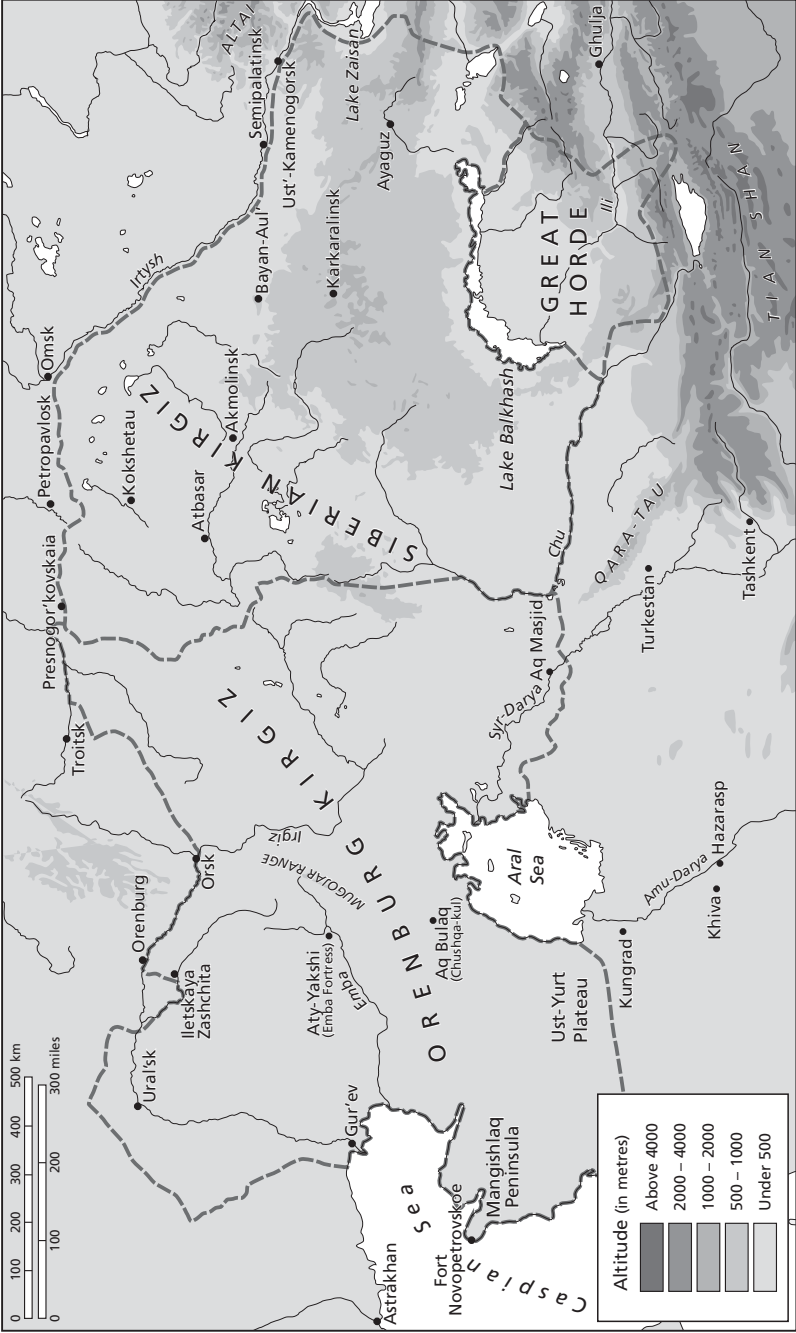 0 100 200 300 400 500 km
0 100 200 300 miles
ALTAI
Semipalatinsk
Ust'-Kamenogorsk
Lake Zaisan
Ghulja
Ayaguz
Irtysh
Bayan-Aul'
Karkaralinsk
Omsk
Petropavlosk
Kokshetau
Akmolinsk
Atbasar
Presnogor'kovskaia
Troitsk
SIBERIAN KIRGIZ
GREAT
HORDE
Ili
TIAN SHAN
Lake Balkhash
Chu
QARA-TAU
Tashkent
Turkestan
Aq Masjid
Syr-Darya
ORENBURG KIRGIZ
Irgiz
MUGOJAR RANGE
Orsk
Orenburg
Iletskaya
Zashchita
Ural'sk
Aty-Yakshi
(Emba Fortress)
Emba
Gur'ev
Aq Bulaq
(Chushqa-kul)
Aral
Sea
Amu-Darya
Hazarasp
Khiva
Kungrad
Ust-Yurt
Plateau
Mangishlaq
Peninsula
Fort
Novopetrovskoe
Caspian Sea
Astrakhan
Altitude (in metres)
Above 4000
2000 – 4000
1000 – 2000
500 – 1000
Under 500